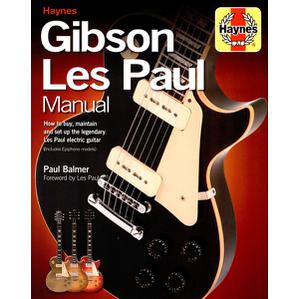 Haynes
Haynes
Gibson
Les Paul
Manual
How to buy, maintain
and set up the legendary
Les Paul electric guitar
(Includes Epiphone models)
Paul Balmer
Foreword by Les Paul